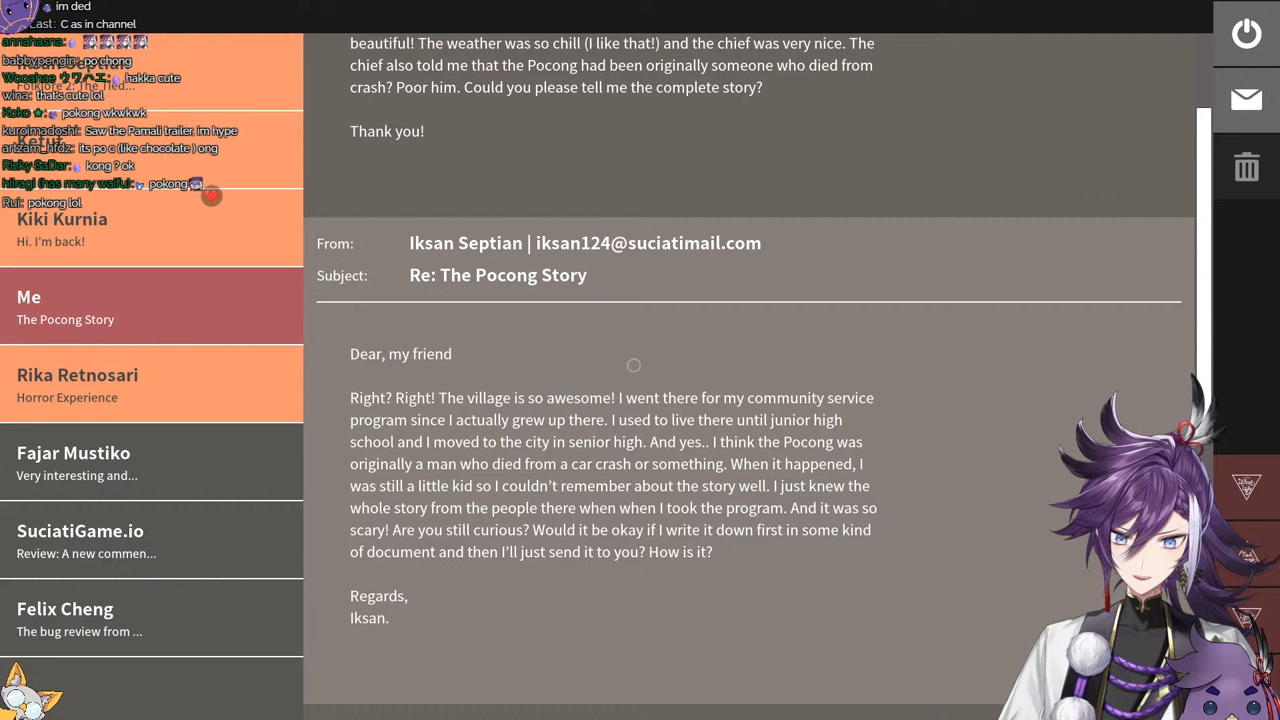 im ded
Last: C as in channel
annahasna:
babbypengin: po chong
Wooahae ウワハエ: hakka cute
wina: that's cute lol
Koko ★: pokong wkwkwk
kuroimadoshi: Saw the Pamali trailer, im hype
artzam_hfdz: its po c (like chocolate ) ong
Rizky SaDar: kong ? ok
hiiragi (has many waifu): pokong
Rui: pokong lol
Iksan Septian
Folklore 2: The Tied...
Ketut
Kiki Kurnia
Hi. I'm back!
Me
The Pocong Story
Rika Retnosari
Horror Experience
Fajar Mustiko
Very interesting and...
SuciatiGame.io
Review: A new commen...
Felix Cheng
The bug review from ...
beautiful! The weather was so chill (I like that!) and the chief was very nice. The
chief also told me that the Pocong had been originally someone who died from
crash? Poor him. Could you please tell me the complete story?
Thank you!
From: Iksan Septian | iksan124@suciatimail.com
Subject: Re: The Pocong Story
Dear, my friend
Right? Right! The village is so awesome! I went there for my community service
program since I actually grew up there. I used to live there until junior high
school and I moved to the city in senior high. And yes.. I think the Pocong was
originally a man who died from a car crash or something. When it happened, I
was still a little kid so I couldn't remember about the story well. I just knew the
whole story from the people there when when I took the program. And it was so
scary! Are you still curious? Would it be okay if I write it down first in some kind
of document and then I'll just send it to you? How is it?
Regards,
Iksan.